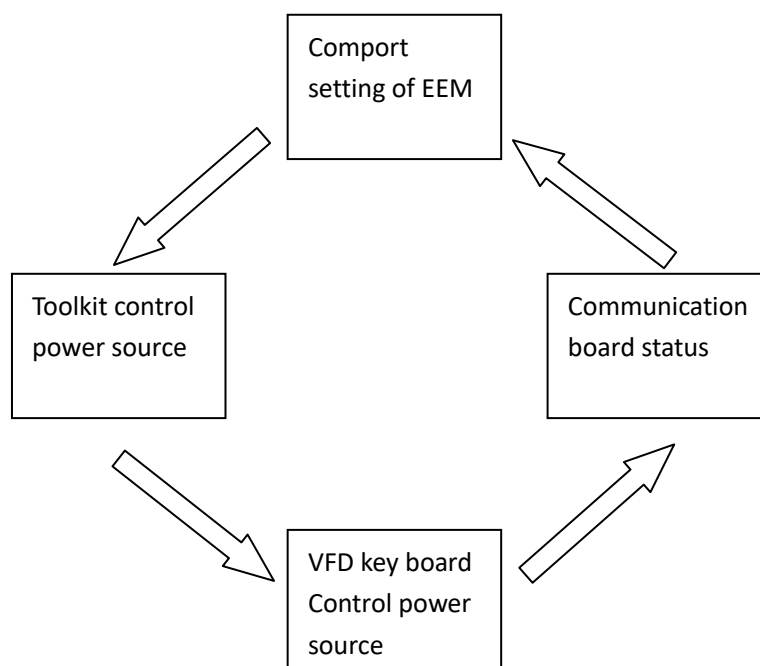 Comport
setting of EEM
Toolkit control
power source
Communication
board status
VFD key board
Control power
source